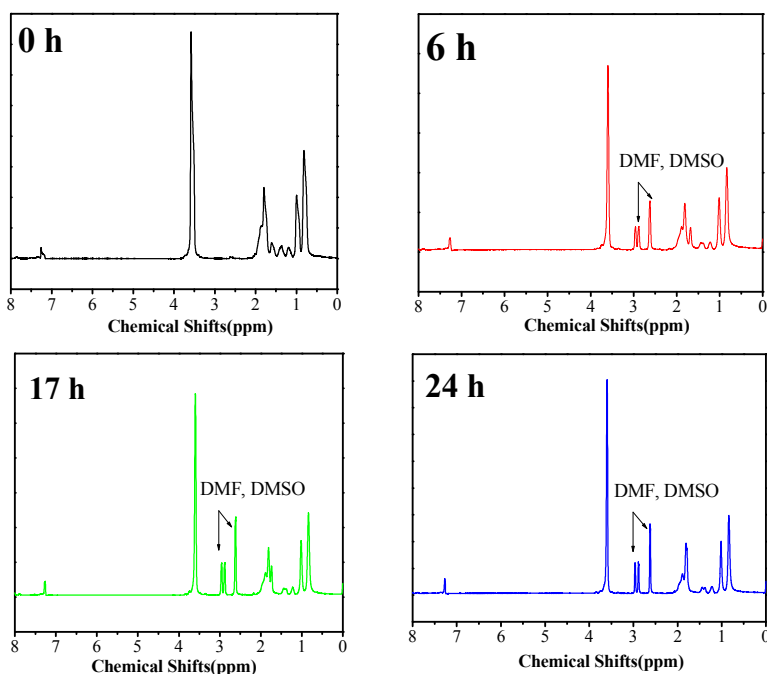 0 h
8 7 6 5 4 3 2 1 0
Chemical Shifts(ppm)
6 h
DMF, DMSO
8 7 6 5 4 3 2 1 0
Chemical Shifts(ppm)
17 h
DMF, DMSO
8 7 6 5 4 3 2 1 0
Chemical Shifts(ppm)
24 h
DMF, DMSO
8 7 6 5 4 3 2 1 0
Chemical Shifts(ppm)